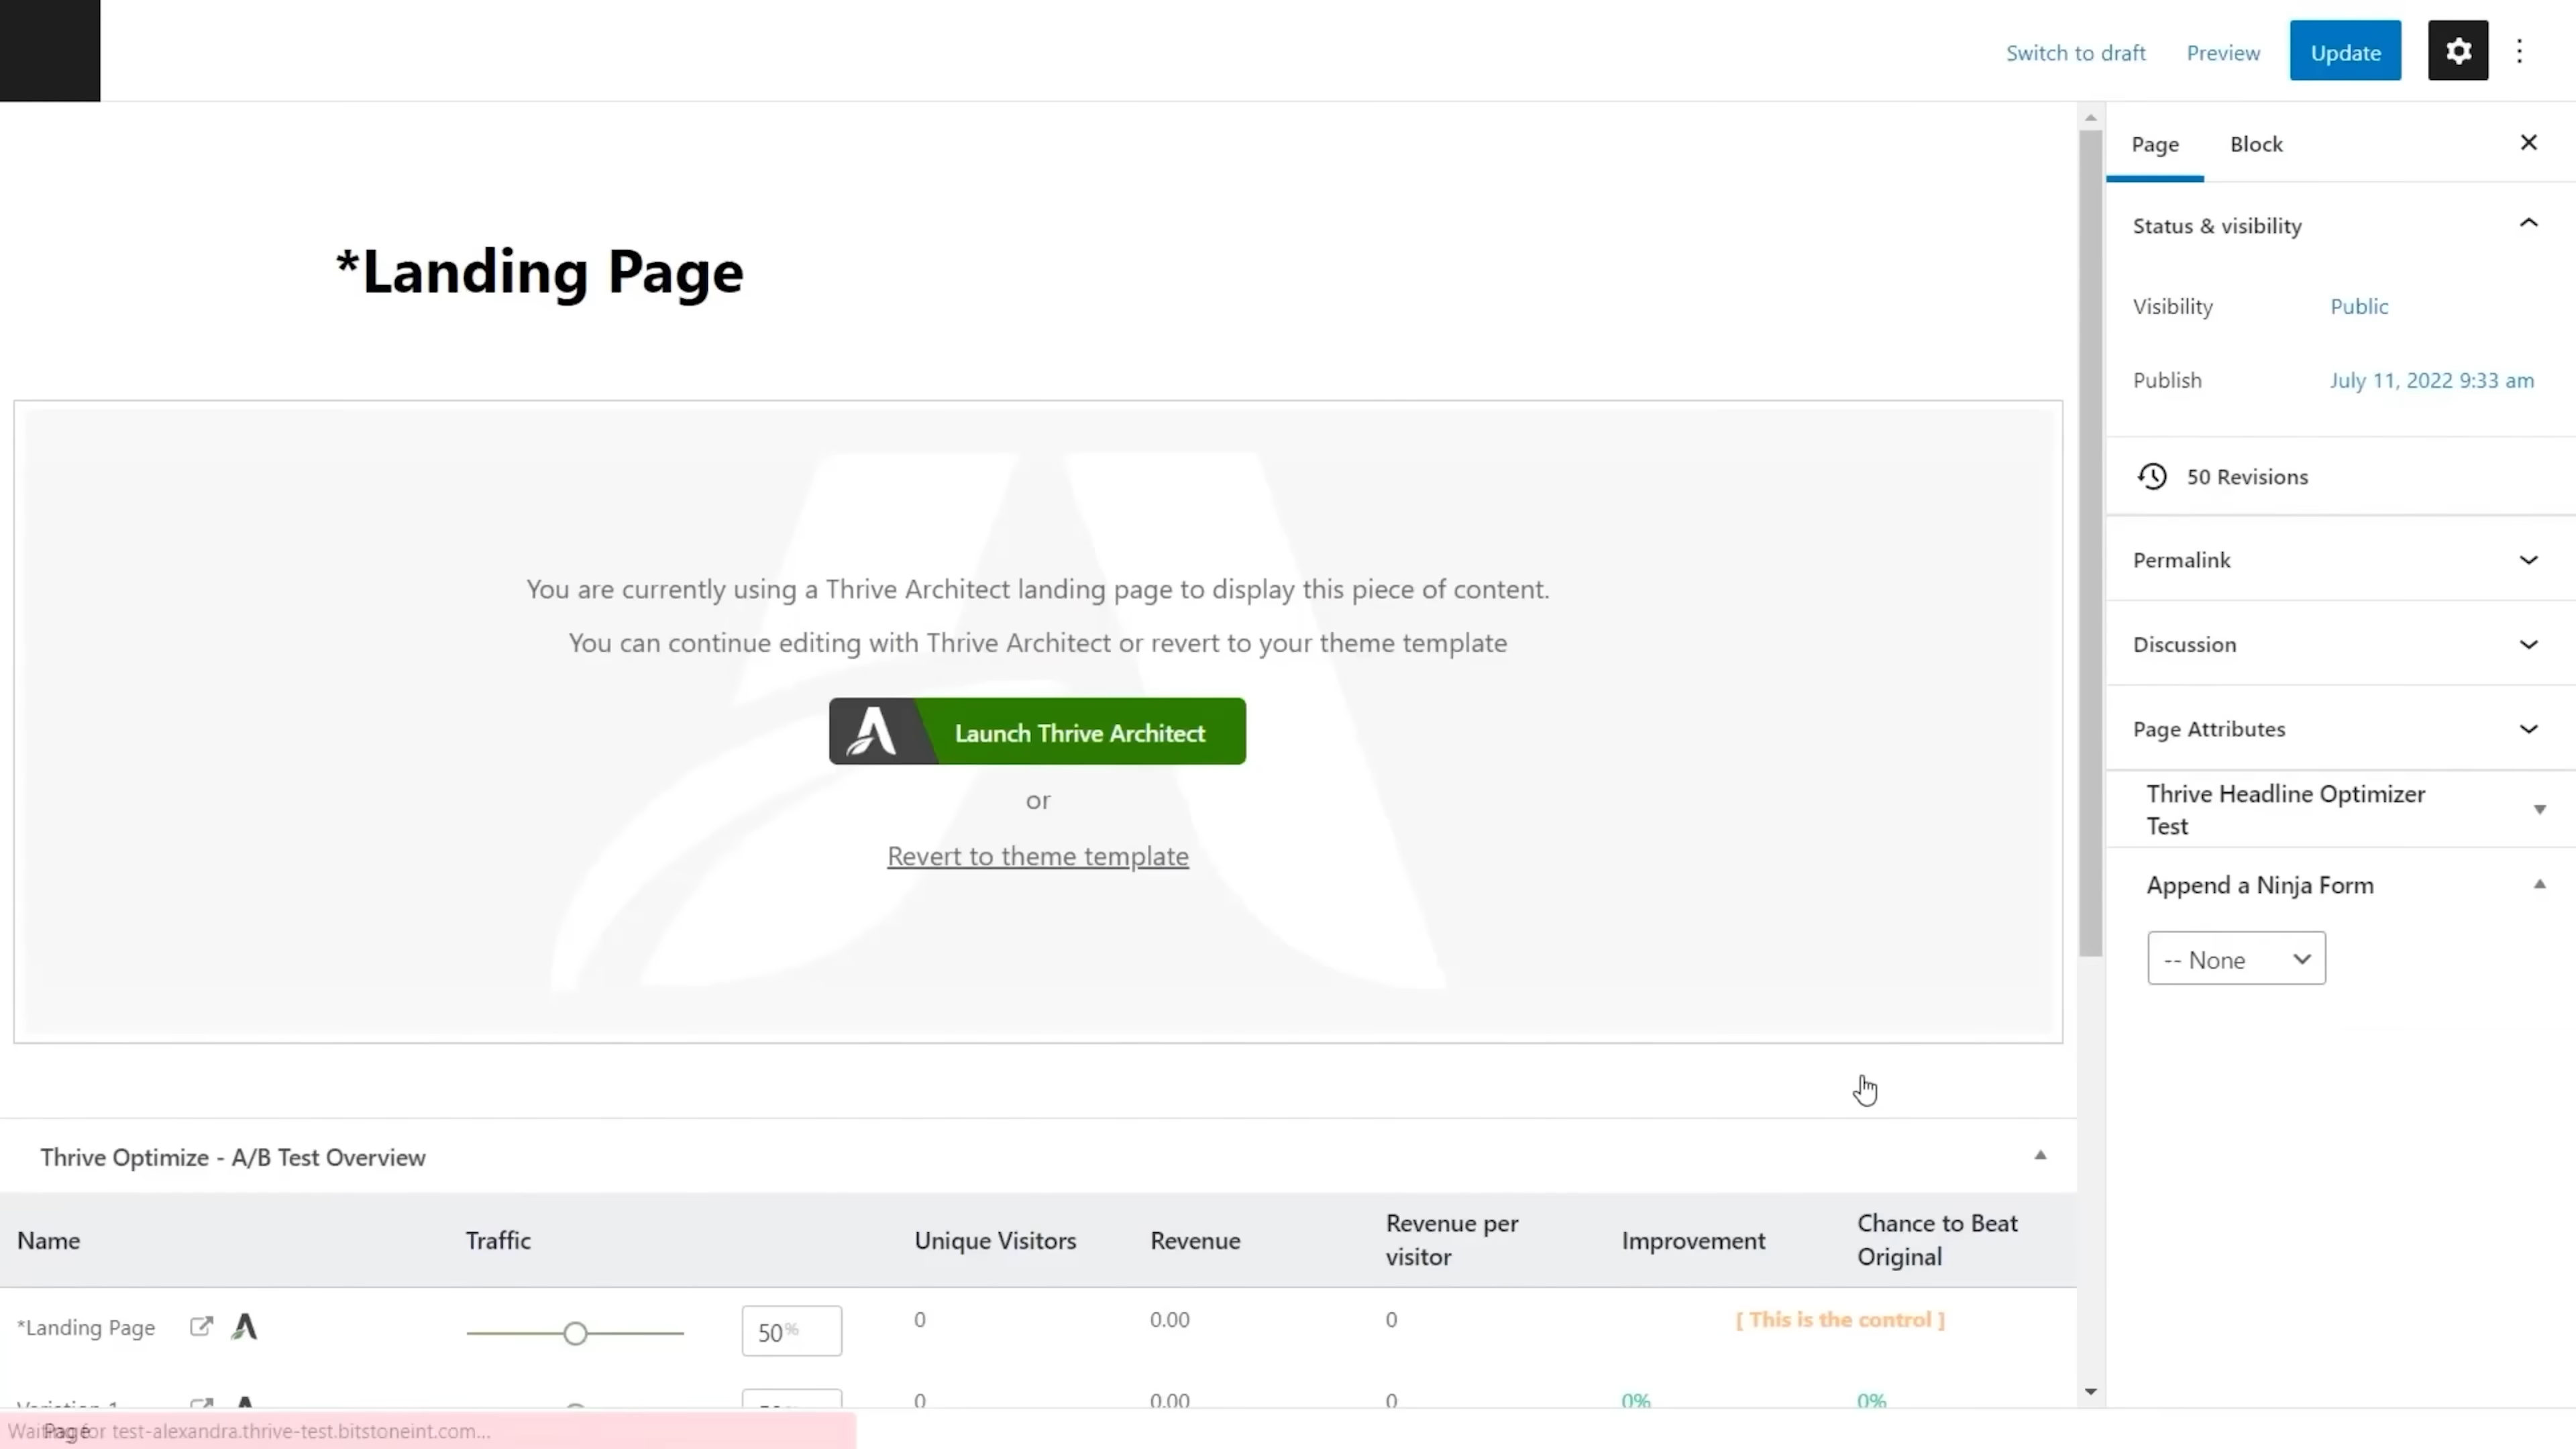 Switch to draft
Preview
Update
Page
Block
*Landing Page
Status & visibility
Visibility
Public
Publish
July 11, 2022 9:33 am
50 Revisions
Permalink
Discussion
Page Attributes
Thrive Headline Optimizer
Test
Append a Ninja Form
-- None
You are currently using a Thrive Architect landing page to display this piece of content.
You can continue editing with Thrive Architect or revert to your theme template
Launch Thrive Architect
or
Revert to theme template
Thrive Optimize - A/B Test Overview
Name
Traffic
Unique Visitors
Revenue
Revenue per
visitor
Improvement
Chance to Beat
Original
*Landing Page
50%
0
0.00
0
[ This is the control ]
Variation 1
0
0.00
0
0%
0%
Waiting for test-alexandra.thrive-test.bitstoneint.com...
Page